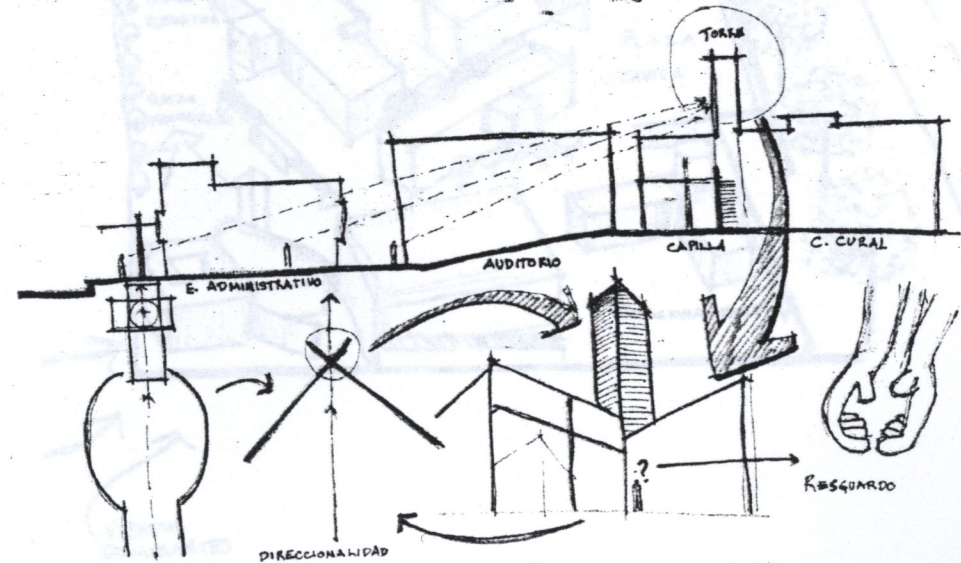 TORRE
E. ADMINISTRATIVO
AUDITORIO
CAPILLA
C. CURAL
?
RESGUARDO
DIRECCIONALIDAD